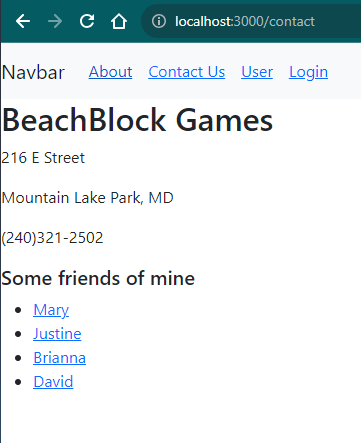 localhost:3000/contact
Navbar About Contact Us User Login
BeachBlock Games
216 E Street
Mountain Lake Park, MD
(240)321-2502
Some friends of mine
Mary
Justine
Brianna
David